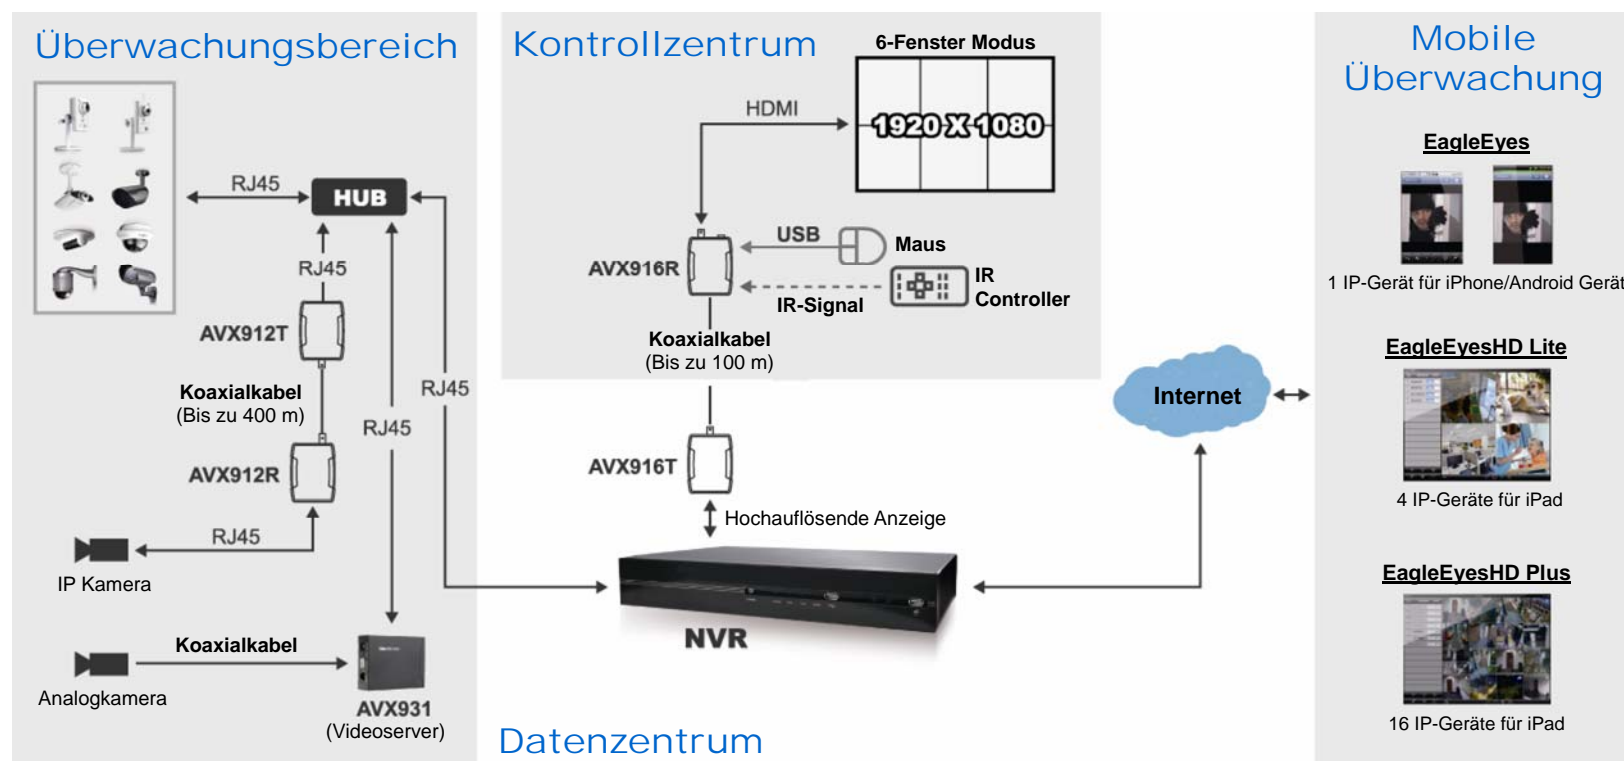 Überwachungsbereich
RJ45
HUB
RJ45
AVX912T
Koaxialkabel
(Bis zu 400 m)
RJ45
RJ45
AVX912R
RJ45
IP Kamera
Koaxialkabel
Analogkamera
AVX931
(Videoserver)
Kontrollzentrum
6-Fenster Modus
HDMI
1920 X 1080
USB
Maus
AVX916R
IR
Controller
IR-Signal
Koaxialkabel
(Bis zu 100 m)
AVX916T
Hochauflösende Anzeige
NVR
Datenzentrum
Internet
Mobile
Überwachung
EagleEyes
1 IP-Gerät für iPhone/Android Gerät
EagleEyesHD Lite
4 IP-Geräte für iPad
EagleEyesHD Plus
16 IP-Geräte für iPad